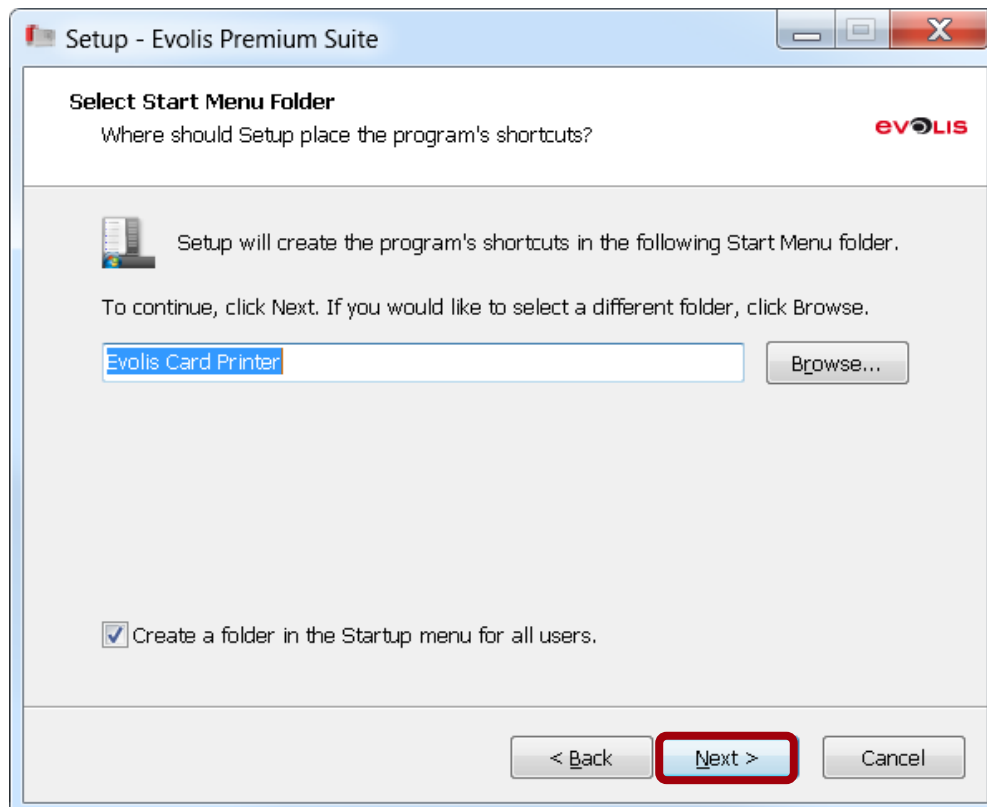 Setup - Evolis Premium Suite
Select Start Menu Folder
Where should Setup place the program's shortcuts?
evolis
Setup will create the program's shortcuts in the following Start Menu folder.
To continue, click Next. If you would like to select a different folder, click Browse.
Evolis Card Printer
Browse...
Create a folder in the Startup menu for all users.
< Back
Next >
Cancel